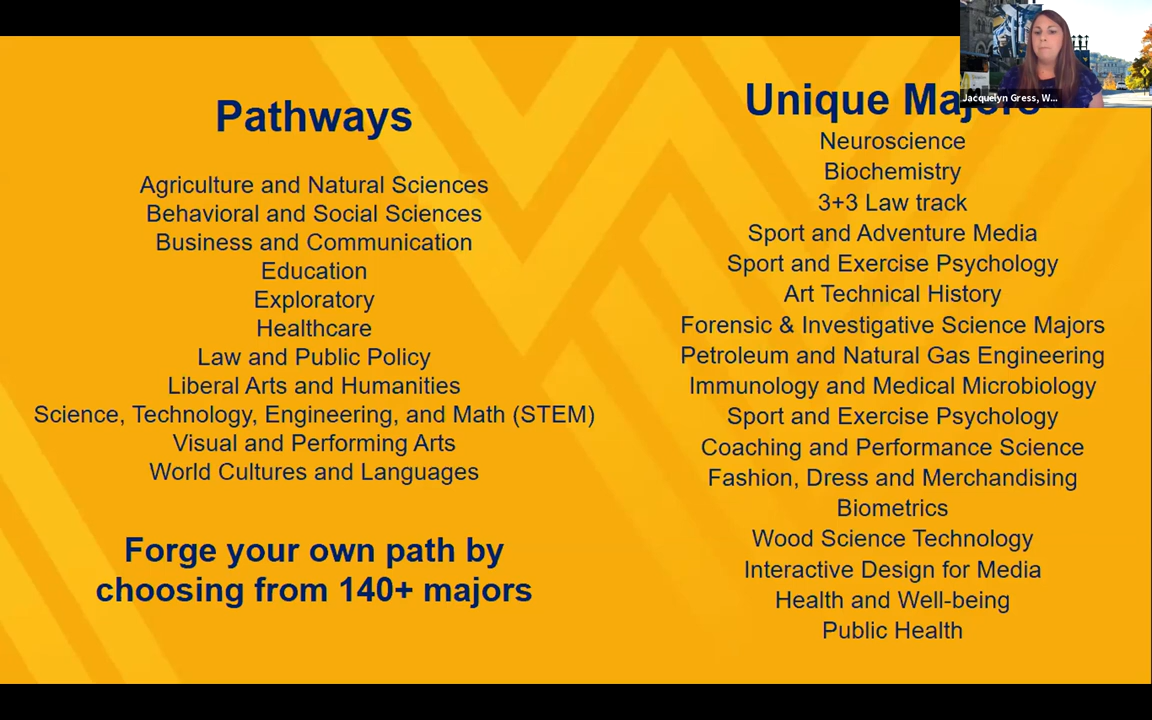 Pathways
Agriculture and Natural Sciences
Behavioral and Social Sciences
Business and Communication
Education
Exploratory
Healthcare
Law and Public Policy
Liberal Arts and Humanities
Science, Technology, Engineering, and Math (STEM)
Visual and Performing Arts
World Cultures and Languages
Forge your own path by
choosing from 140+ majors
Unique Majors
Neuroscience
Biochemistry
3+3 Law track
Sport and Adventure Media
Sport and Exercise Psychology
Art Technical History
Forensic & Investigative Science Majors
Petroleum and Natural Gas Engineering
Immunology and Medical Microbiology
Sport and Exercise Psychology
Coaching and Performance Science
Fashion, Dress and Merchandising
Biometrics
Wood Science Technology
Interactive Design for Media
Health and Well-being
Public Health
Jacquelyn Gress, W...